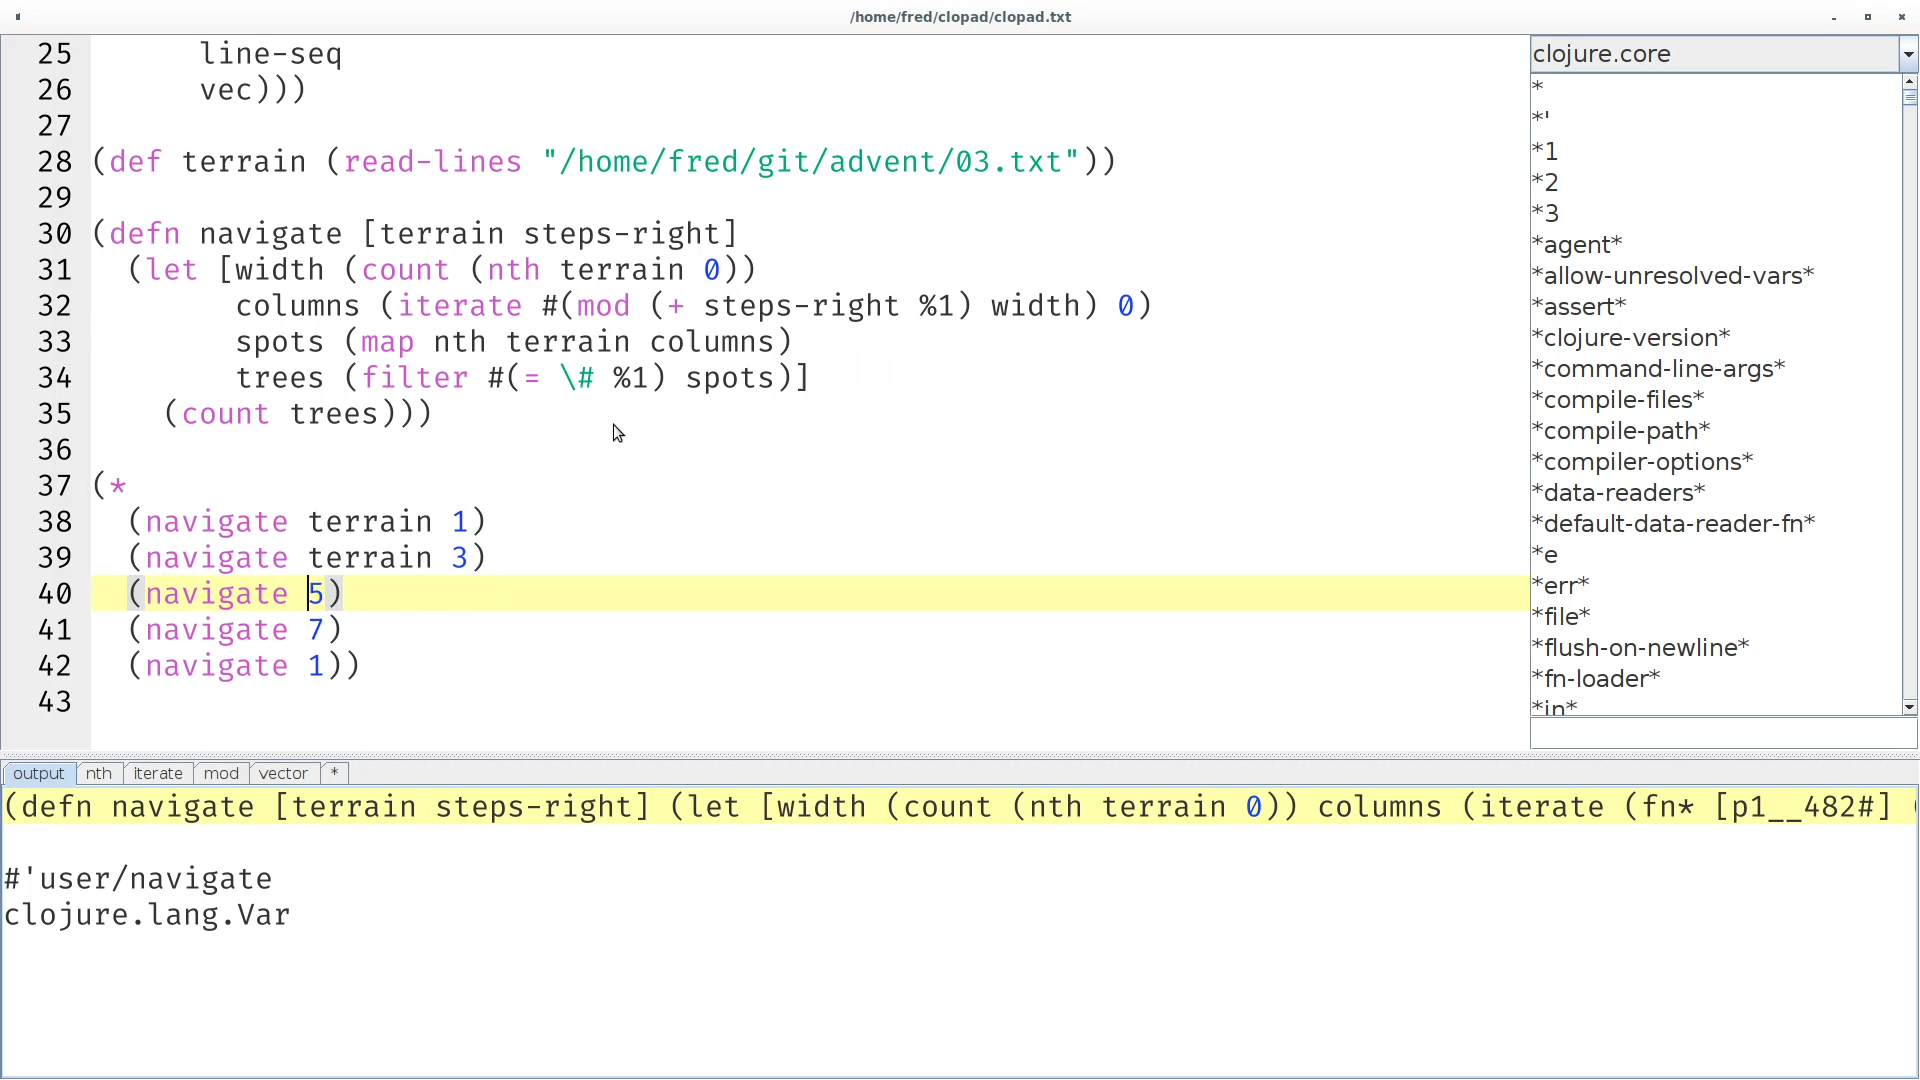 /home/fred/clopad/clopad.txt
25 line-seq
26 vec)))
27
28 (def terrain (read-lines "/home/fred/git/advent/03.txt"))
29
30 (defn navigate [terrain steps-right]
31 (let [width (count (nth terrain 0))
32 columns (iterate #(mod (+ steps-right %1) width) 0)
33 spots (map nth terrain columns)
34 trees (filter #(= \# %1) spots)]
35 (count trees)))
36
37 (*
38 (navigate terrain 1)
39 (navigate terrain 3)
40 (navigate 5)
41 (navigate 7)
42 (navigate 1))
43
clojure.core
*
*'
*1
*2
*3
*agent*
*allow-unresolved-vars*
*assert*
*clojure-version*
*command-line-args*
*compile-files*
*compile-path*
*compiler-options*
*data-readers*
*default-data-reader-fn*
*e
*err*
*file*
*flush-on-newline*
*fn-loader*
*in*
output nth iterate mod vector *
(defn navigate [terrain steps-right] (let [width (count (nth terrain 0)) columns (iterate (fn* [p1__482#] (
#'user/navigate
clojure.lang.Var